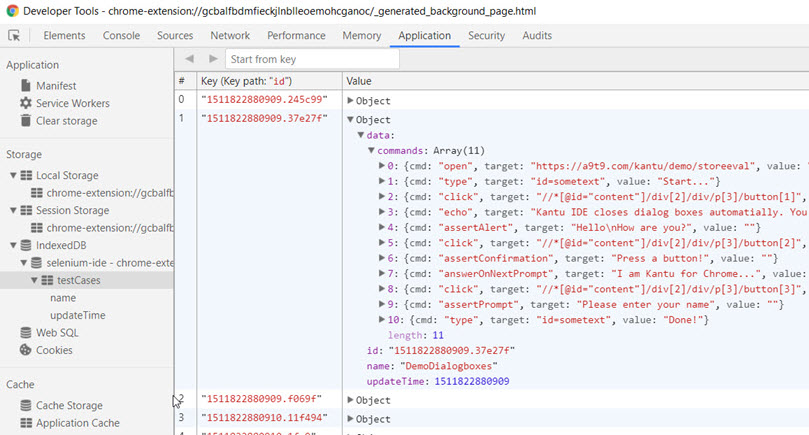 Developer Tools - chrome-extension://gcbalfbdmfieckjlnblleoemohcganoc/_generated_background_page.html
Elements Console Sources Network Performance Memory Application Security Audits
Application
Manifest
Service Workers
Clear storage
Storage
Local Storage
chrome-extension://gcbalfb
Session Storage
chrome-extension://gcbalfb
IndexedDB
selenium-ide - chrome-exte
testCases
name
updateTime
Web SQL
Cookies
Cache
Cache Storage
Application Cache
Start from key
# Key (Key path: "id") Value
0 "1511822880909.245c99" Object
1 "1511822880909.37e27f" Object
data:
commands: Array(11)
0: {cmd: "open", target: "https://a9t9.com/kantu/demo/storeeval", value: "
1: {cmd: "type", target: "id=sometext", value: "Start..."}
2: {cmd: "click", target: "//*[@id="content"]/div[2]/div/p[3]/button[1]",
3: {cmd: "echo", target: "Kantu IDE closes dialog boxes automatially. You
4: {cmd: "assertAlert", target: "Hello\nHow are you?", value: ""}
5: {cmd: "click", target: "//*[@id="content"]/div[2]/div/p[3]/button[2]",
6: {cmd: "assertConfirmation", target: "Press a button!", value: ""}
7: {cmd: "answerOnNextPrompt", target: "I am Kantu for Chrome...", value:
8: {cmd: "click", target: "//*[@id="content"]/div[2]/div/p[3]/button[3]",
9: {cmd: "assertPrompt", target: "Please enter your name", value: ""}
10: {cmd: "type", target: "id=sometext", value: "Done!"}
length: 11
id: "1511822880909.37e27f"
name: "DemoDialogboxes"
updateTime: 1511822880909
2 "1511822880909.f069f" Object
3 "1511822880910.11f494" Object